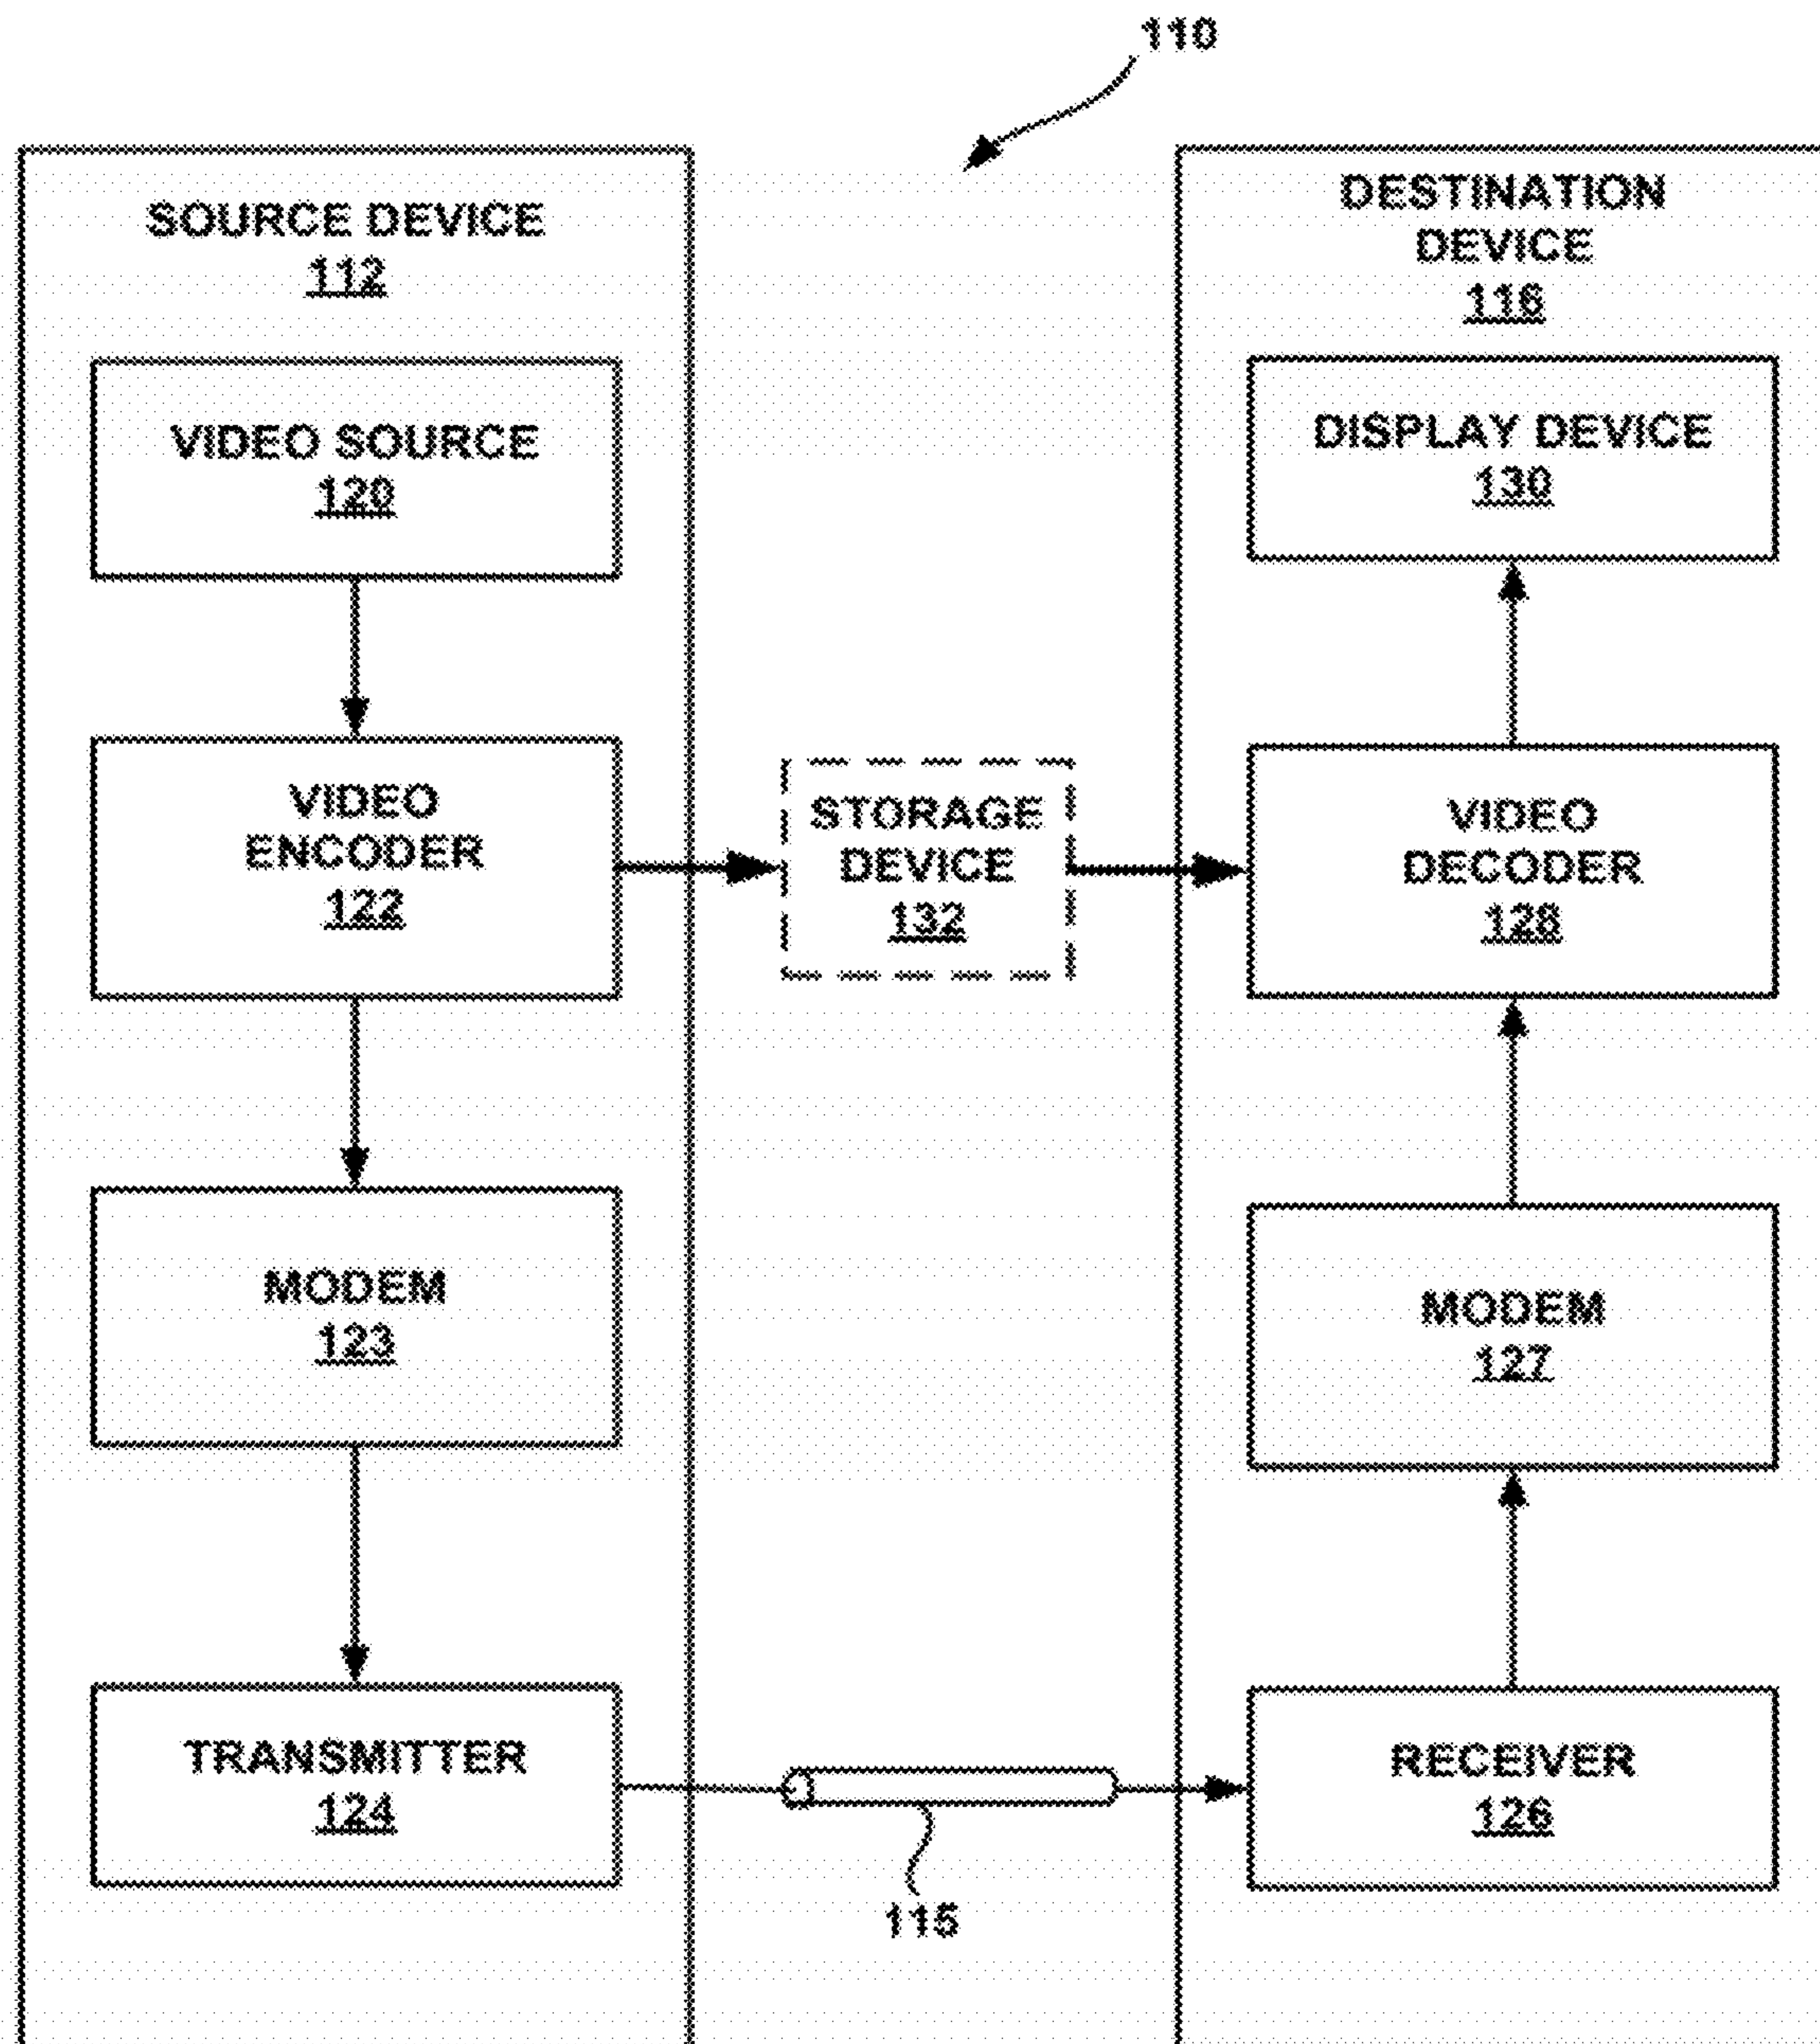 110
SOURCE DEVICE
112
VIDEO SOURCE
120
VIDEO
ENCODER
122
MODEM
123
TRANSMITTER
124
STORAGE
DEVICE
132
115
DESTINATION
DEVICE
116
DISPLAY DEVICE
130
VIDEO
DECODER
128
MODEM
127
RECEIVER
126